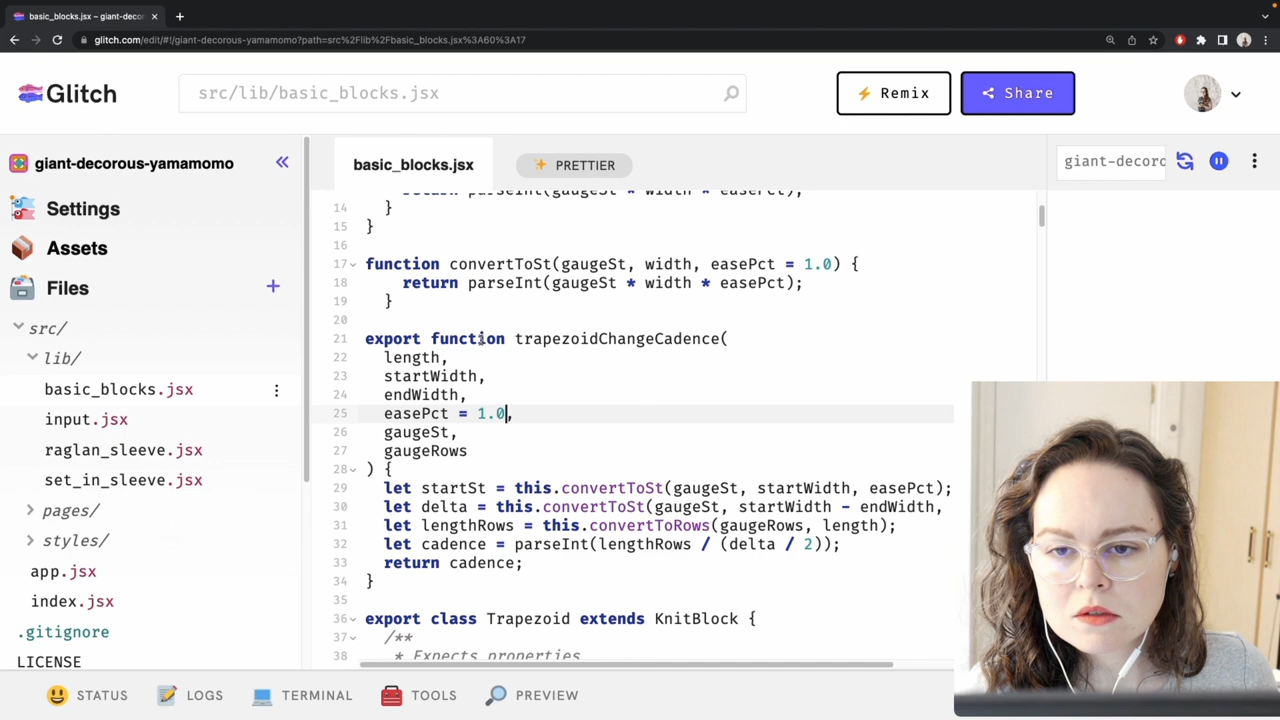 basic_blocks.jsx – giant-decor
glitch.com/edit/#!/giant-decorous-yamamomo?path=src%2Flib%2Fbasic_blocks.jsx%3A60%3A17
Glitch
src/lib/basic_blocks.jsx
Remix
Share
giant-decorous-yamamomo
basic_blocks.jsx
PRETTIER
giant-decoro
Settings
Assets
Files
src/
lib/
basic_blocks.jsx
input.jsx
raglan_sleeve.jsx
set_in_sleeve.jsx
pages/
styles/
app.jsx
index.jsx
.gitignore
LICENSE
return parseInt(gaugeSt * width * easePct);
14 }
15 }
16
17 function convertToSt(gaugeSt, width, easePct = 1.0) {
18 return parseInt(gaugeSt * width * easePct);
19 }
20
21 export function trapezoidChangeCadence(
22 length,
23 startWidth,
24 endWidth,
25 easePct = 1.0,
26 gaugeSt,
27 gaugeRows
28 ) {
29 let startSt = this.convertToSt(gaugeSt, startWidth, easePct);
30 let delta = this.convertToSt(gaugeSt, startWidth - endWidth,
31 let lengthRows = this.convertToRows(gaugeRows, length);
32 let cadence = parseInt(lengthRows / (delta / 2));
33 return cadence;
34 }
35
36 export class Trapezoid extends KnitBlock {
37 /**
38 * Expects properties
STATUS
LOGS
TERMINAL
TOOLS
PREVIEW